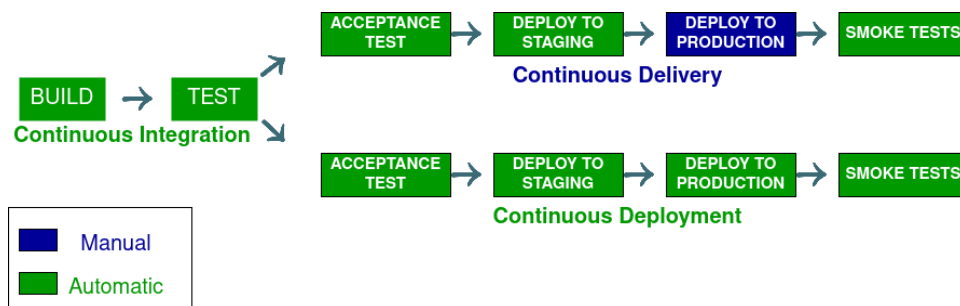 ACCEPTANCE
TEST
DEPLOY TO
STAGING
DEPLOY TO
PRODUCTION
SMOKE TESTS
Continuous Delivery
BUILD
TEST
Continuous Integration
ACCEPTANCE
TEST
DEPLOY TO
STAGING
DEPLOY TO
PRODUCTION
SMOKE TESTS
Continuous Deployment
Manual
Automatic